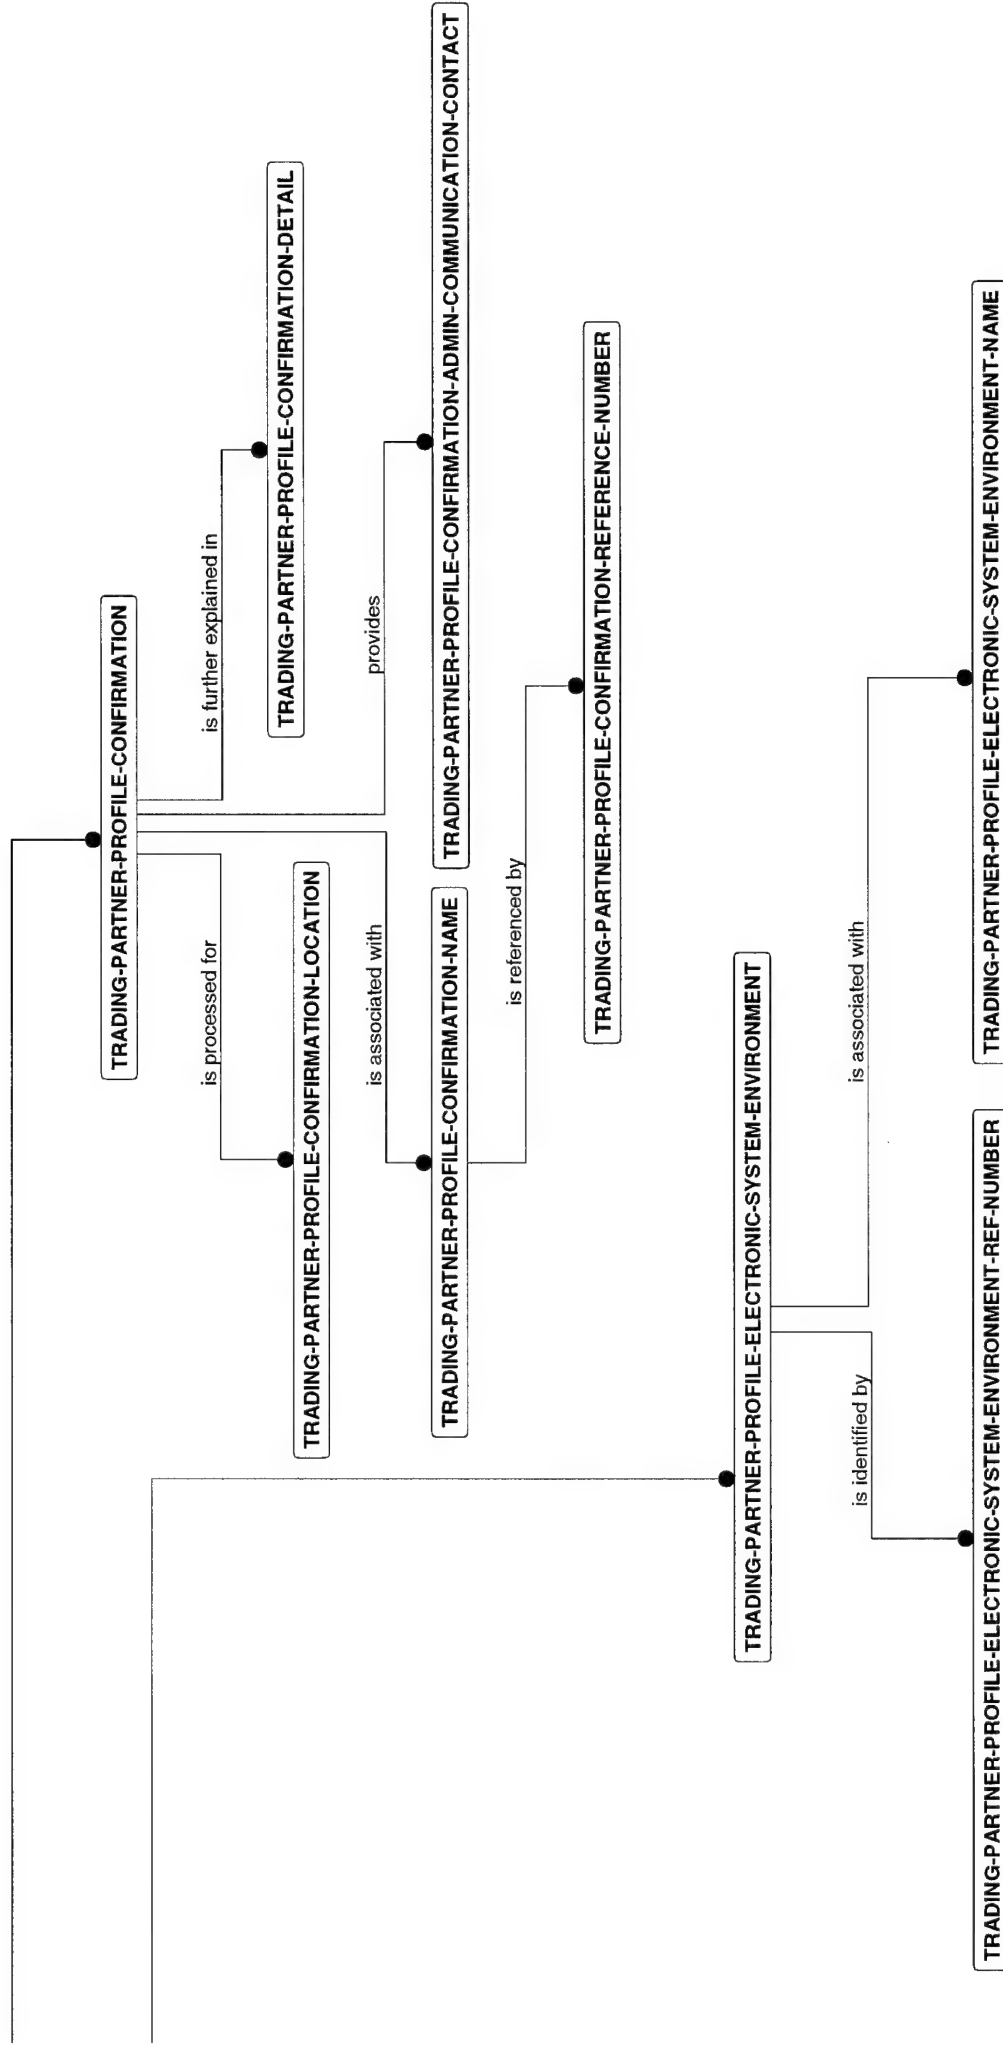 TRADING-PARTNER-PROFILE-CONFIRMATION
is processed for
is further explained in
TRADING-PARTNER-PROFILE-CONFIRMATION-LOCATION
TRADING-PARTNER-PROFILE-CONFIRMATION-DETAIL
is associated with
provides
TRADING-PARTNER-PROFILE-CONFIRMATION-NAME
TRADING-PARTNER-PROFILE-CONFIRMATION-ADMIN-COMMUNICATION-CONTACT
is referenced by
TRADING-PARTNER-PROFILE-CONFIRMATION-REFERENCE-NUMBER
TRADING-PARTNER-PROFILE-ELECTRONIC-SYSTEM-ENVIRONMENT
is identified by
is associated with
TRADING-PARTNER-PROFILE-ELECTRONIC-SYSTEM-ENVIRONMENT-REF-NUMBER
TRADING-PARTNER-PROFILE-ELECTRONIC-SYSTEM-ENVIRONMENT-NAME